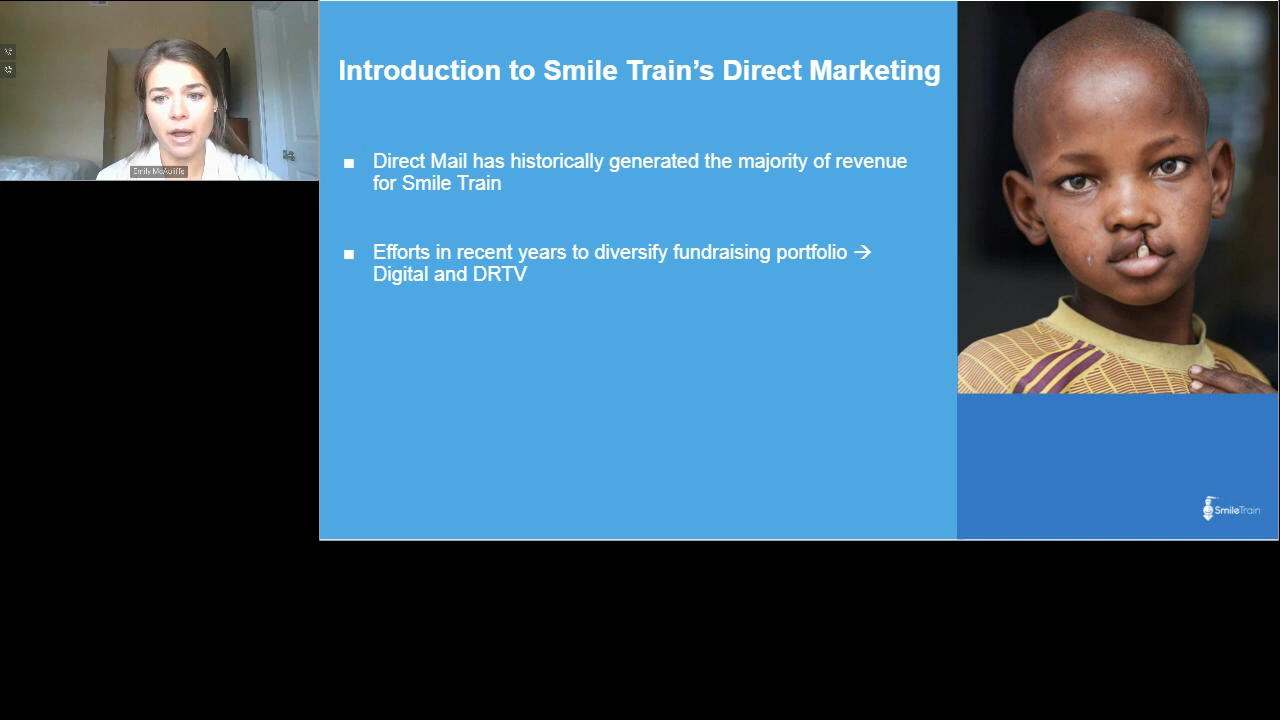 Emily McAuliffe
Introduction to Smile Train’s Direct Marketing
■ Direct Mail has historically generated the majority of revenue
for Smile Train
■ Efforts in recent years to diversify fundraising portfolio →
Digital and DRTV
SmileTrain